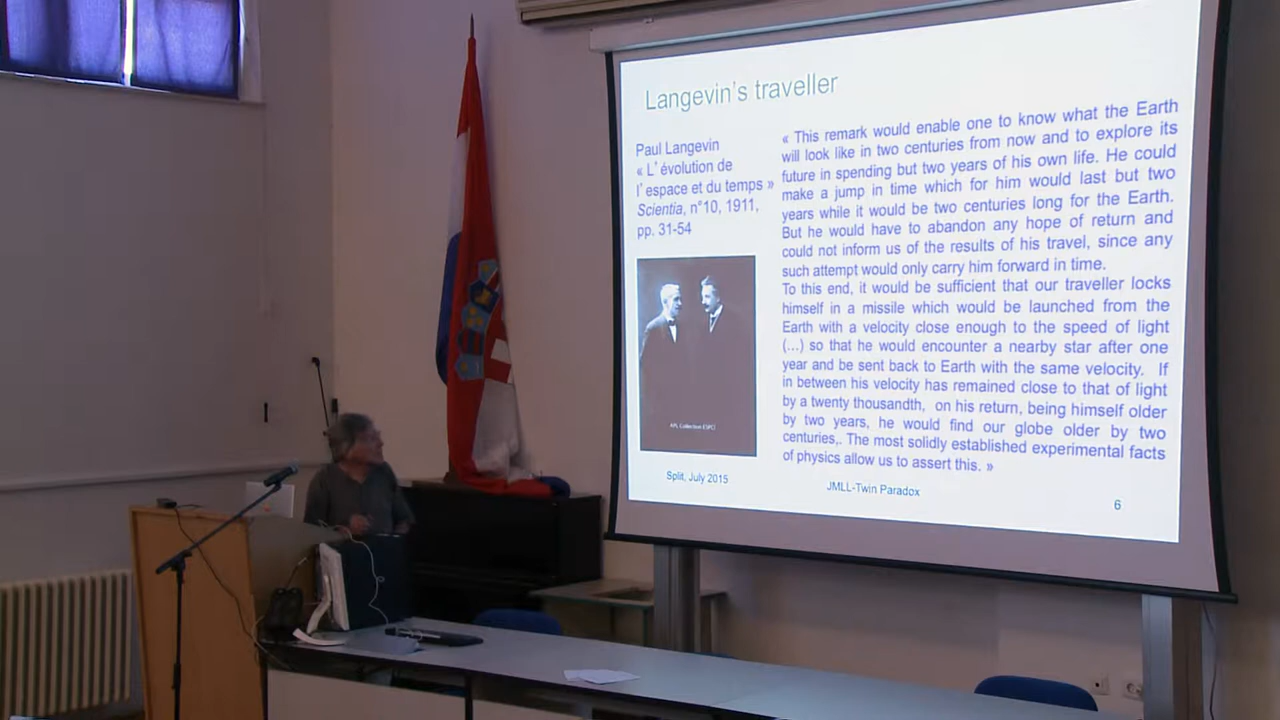 Langevin's traveller
Paul Langevin
« L' évolution de
l' espace et du temps »
Scientia, n°10, 1911,
pp. 31-54
« This remark would enable one to know what the Earth
will look like in two centuries from now and to explore its
future in spending but two years of his own life. He could
make a jump in time which for him would last but two
years while it would be two centuries long for the Earth.
But he would have to abandon any hope of return and
could not inform us of the results of his travel, since any
such attempt would only carry him forward in time.
To this end, it would be sufficient that our traveller locks
himself in a missile which would be launched from the
Earth with a velocity close enough to the speed of light
(...) so that he would encounter a nearby star after one
year and be sent back to Earth with the same velocity. If
in between his velocity has remained close to that of light
by a twenty thousandth, on his return, being himself older
by two years, he would find our globe older by two
centuries,. The most solidly established experimental facts
of physics allow us to assert this. »
APL Collection ESPCI
Split, July 2015
JMLL-Twin Paradox
6